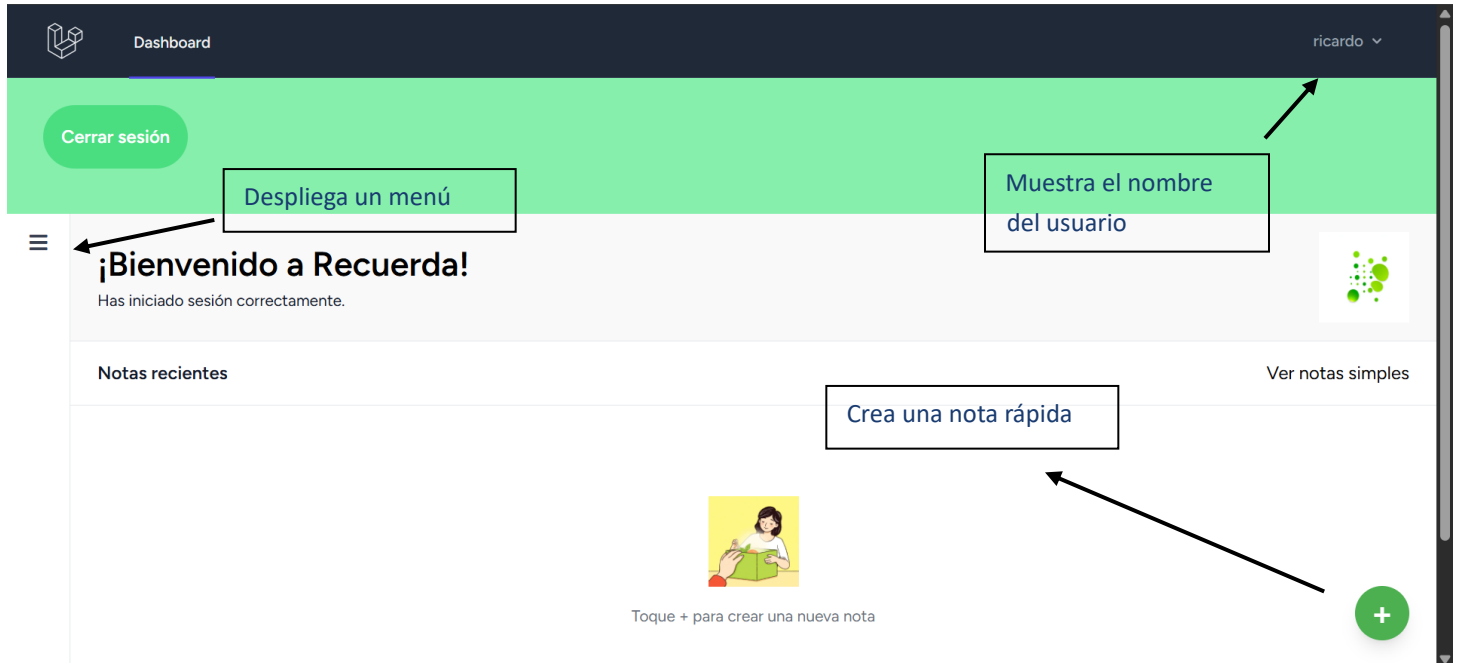 Dashboard
ricardo
Cerrar sesión
Despliega un menú
Muestra el nombre
del usuario
¡Bienvenido a Recuerda!
Has iniciado sesión correctamente.
Notas recientes
Ver notas simples
Crea una nota rápida
Toque + para crear una nueva nota
+